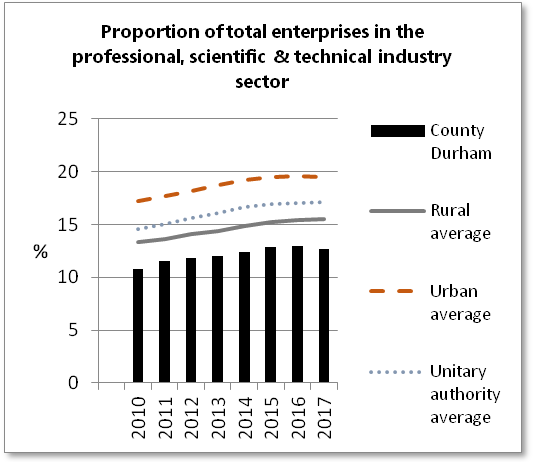 Proportion of total enterprises in the
professional, scientific & technical industry
sector
25
20
15
10
5
0
%
2010
2011
2012
2013
2014
2015
2016
2017
County
Durham
Rural
average
Urban
average
Unitary
authority
average